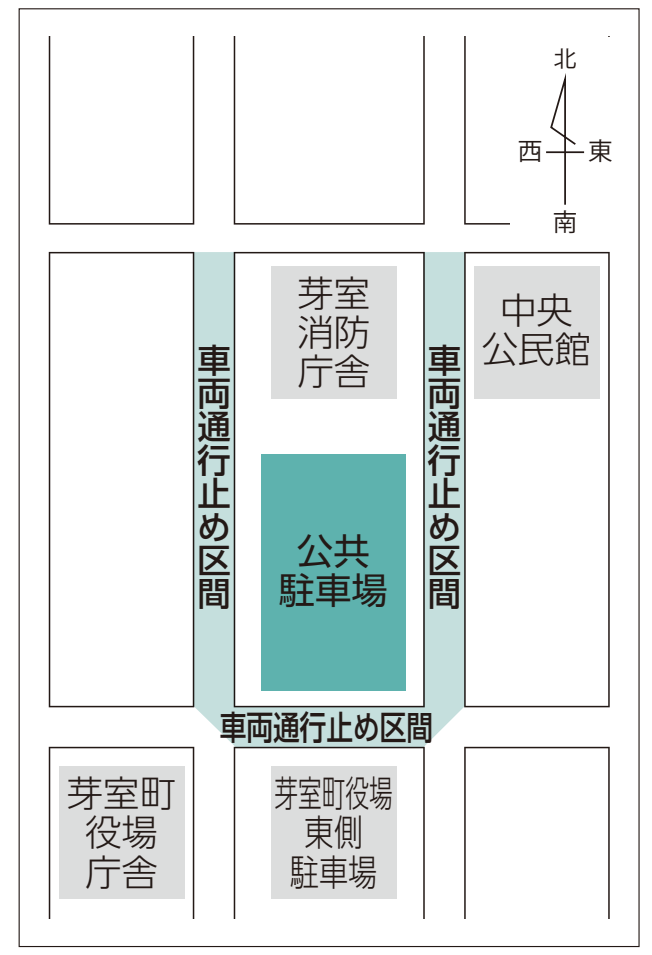 北
西
東
南
芽室
消防
庁舎
中央
公民館
車両通行止め区間
車両通行止め区間
公共
駐車場
車両通行止め区間
芽室町
役場
庁舎
芽室町役場
東側
駐車場